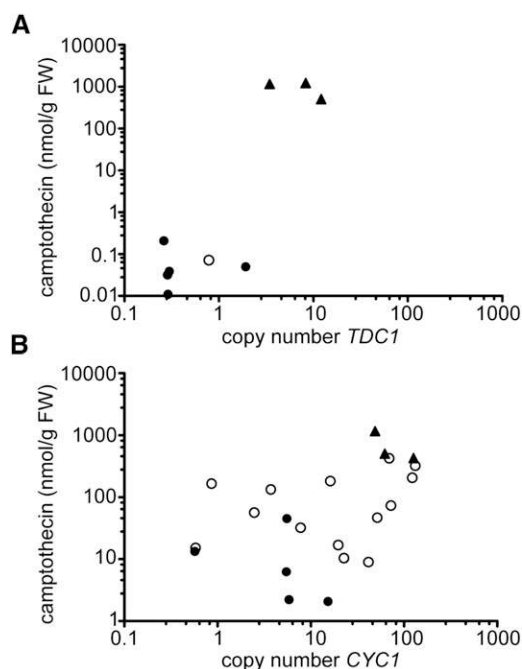 A
camptothecin (nmol/g FW)
10000
1000
100
10
1
0.1
0.01
0.1 1 10 100 1000
copy number TDC1
B
camptothecin (nmol/g FW)
10000
1000
100
10
1
0.1 1 10 100 1000
copy number CYC1